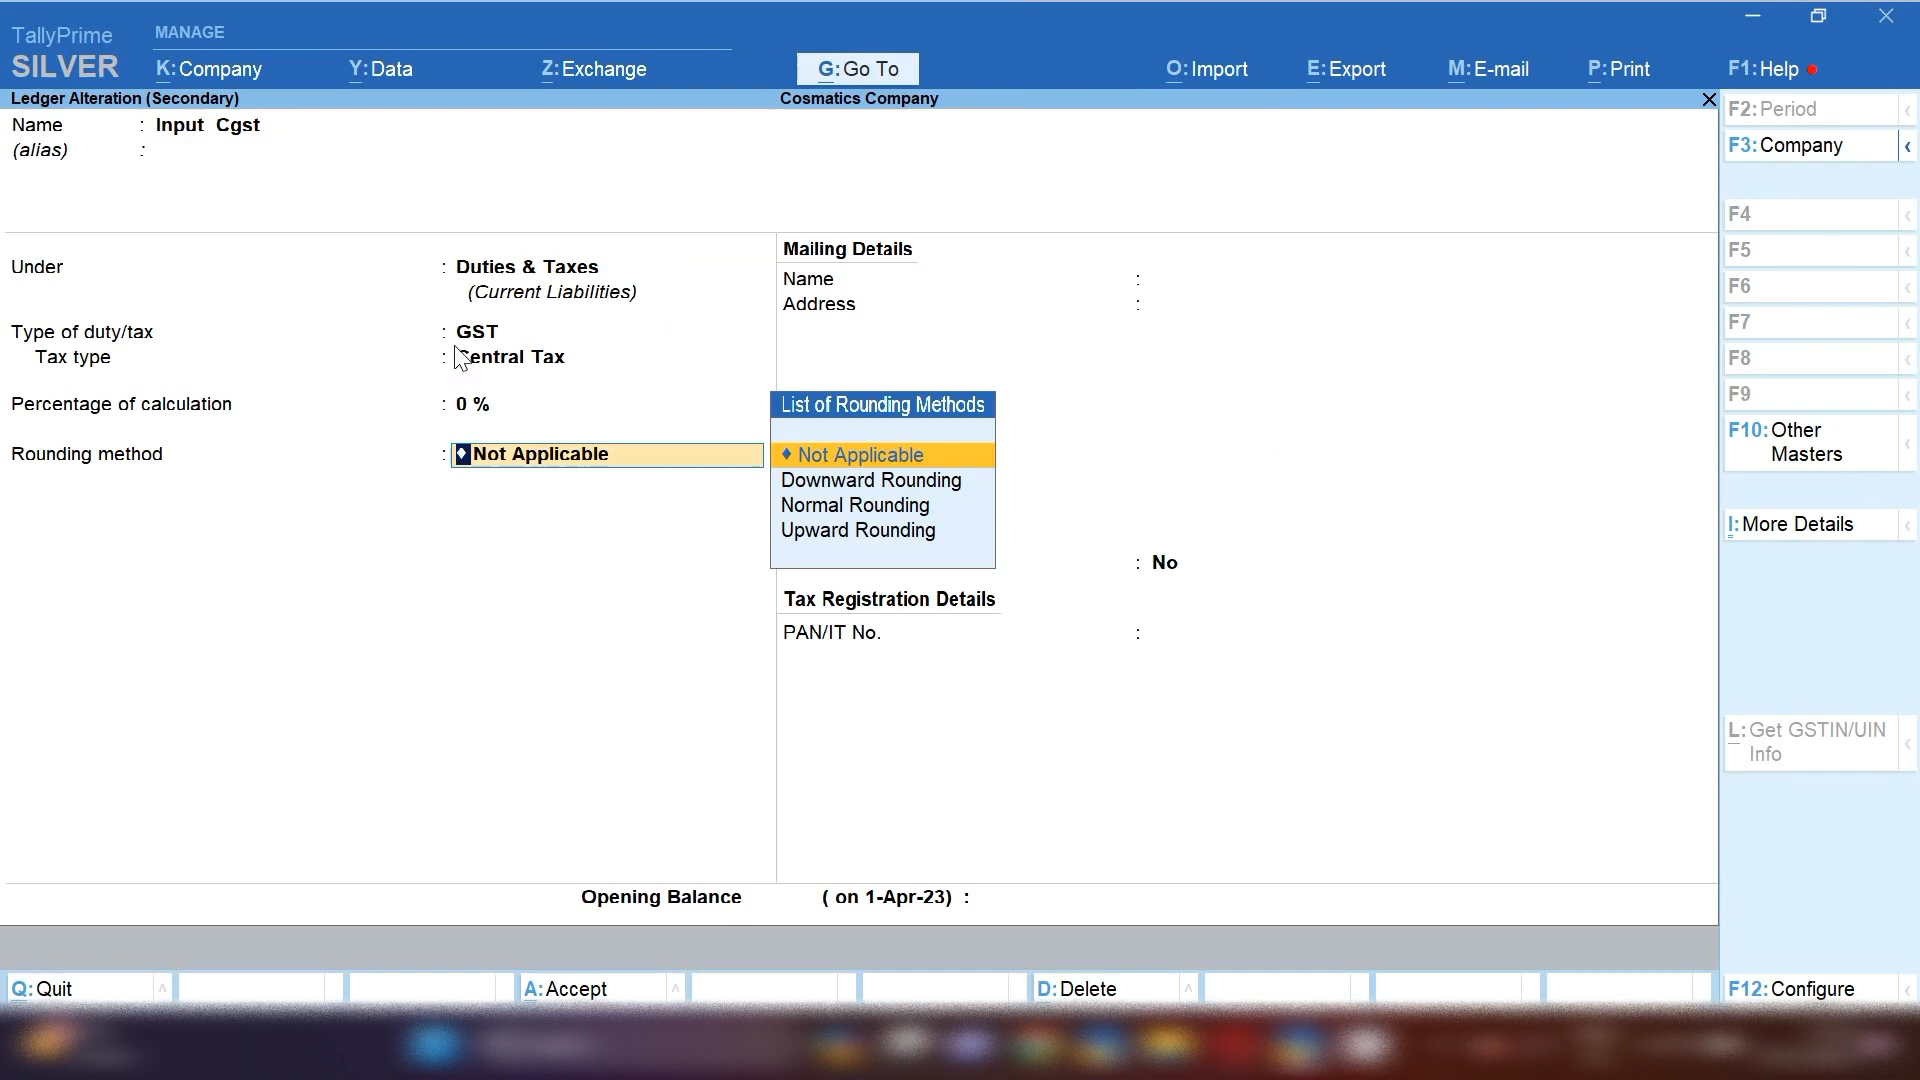 TallyPrime
SILVER
MANAGE
K:Company
Y:Data
Z:Exchange
G:Go To
O:Import
E:Export
M:E-mail
P:Print
F1:Help
Ledger Alteration (Secondary)
Cosmatics Company
Name : Input Cgst
(alias) :
Under : Duties & Taxes
(Current Liabilities)
Type of duty/tax : GST
Tax type : Central Tax
Percentage of calculation : 0 %
Rounding method : ♦ Not Applicable
List of Rounding Methods
♦ Not Applicable
Downward Rounding
Normal Rounding
Upward Rounding
Mailing Details
Name :
Address :
: No
Tax Registration Details
PAN/IT No. :
Opening Balance ( on 1-Apr-23) :
F2:Period
F3:Company
F4
F5
F6
F7
F8
F9
F10:Other
Masters
I:More Details
L:Get GSTIN/UIN
Info
Q:Quit
A:Accept
D:Delete
F12:Configure